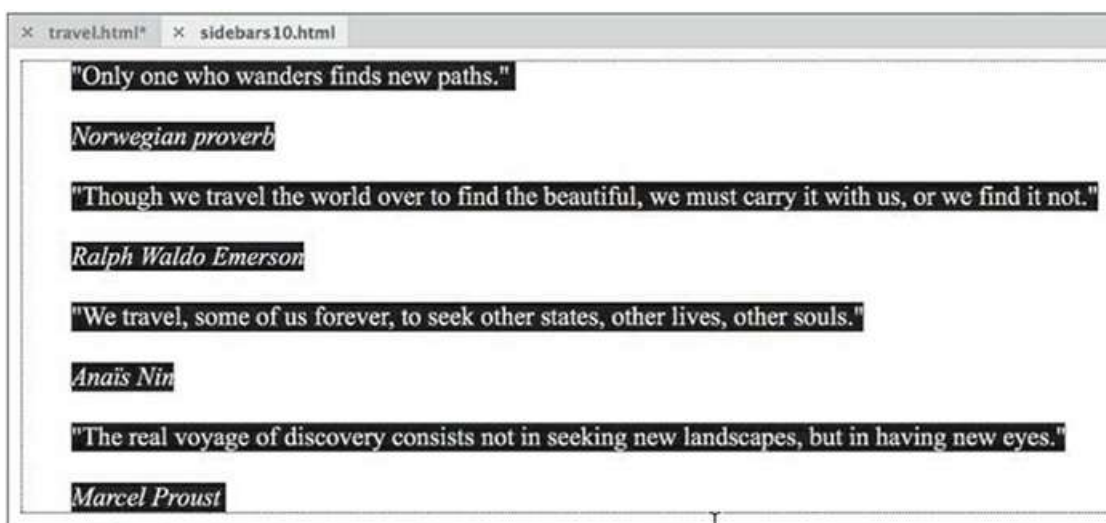 × travel.html* × sidebars10.html
"Only one who wanders finds new paths."
Norwegian proverb
"Though we travel the world over to find the beautiful, we must carry it with us, or we find it not."
Ralph Waldo Emerson
"We travel, some of us forever, to seek other states, other lives, other souls."
Anaïs Nin
"The real voyage of discovery consists not in seeking new landscapes, but in having new eyes."
Marcel Proust